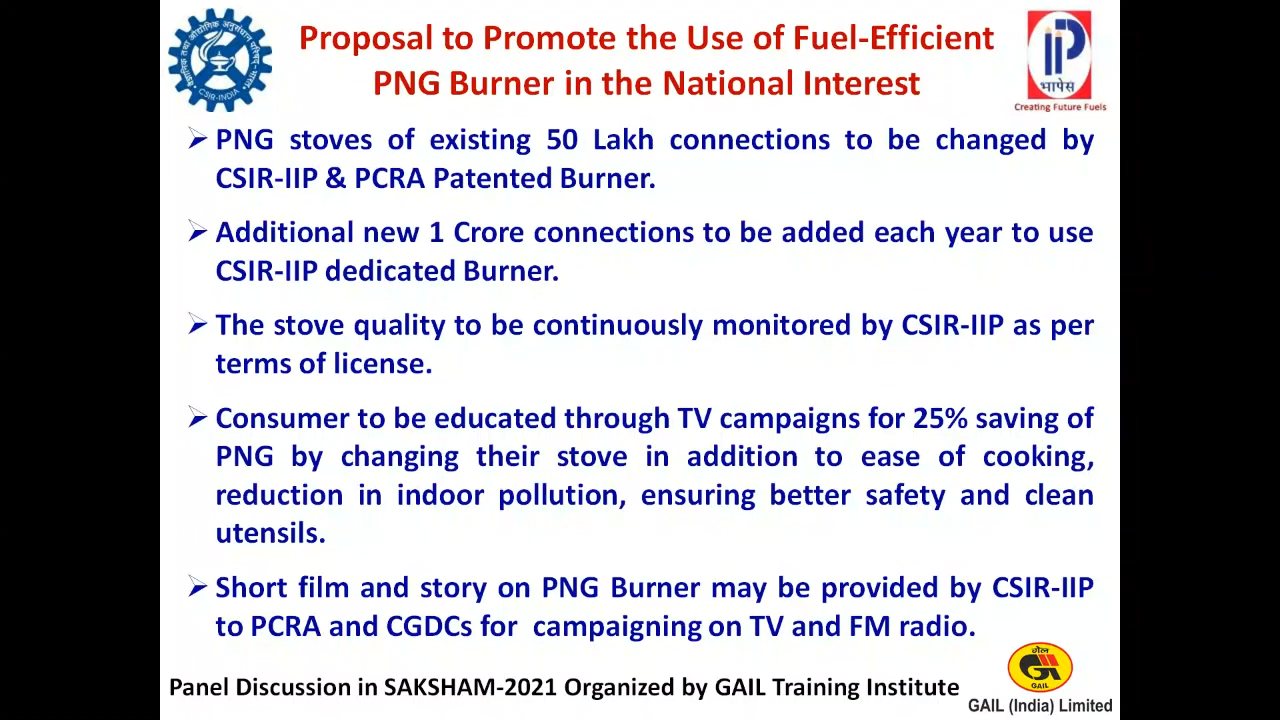 Proposal to Promote the Use of Fuel-Efficient
PNG Burner in the National Interest
CSIR-INDIA
IIP
भापेसं
Creating Future Fuels
➢ PNG stoves of existing 50 Lakh connections to be changed by
CSIR-IIP & PCRA Patented Burner.
➢ Additional new 1 Crore connections to be added each year to use
CSIR-IIP dedicated Burner.
➢ The stove quality to be continuously monitored by CSIR-IIP as per
terms of license.
➢ Consumer to be educated through TV campaigns for 25% saving of
PNG by changing their stove in addition to ease of cooking,
reduction in indoor pollution, ensuring better safety and clean
utensils.
➢ Short film and story on PNG Burner may be provided by CSIR-IIP
to PCRA and CGDCs for campaigning on TV and FM radio.
Panel Discussion in SAKSHAM-2021 Organized by GAIL Training Institute
गेल
GAIL
GAIL (India) Limited